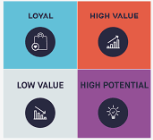 LOYAL
HIGH VALUE
LOW VALUE
HIGH POTENTIAL